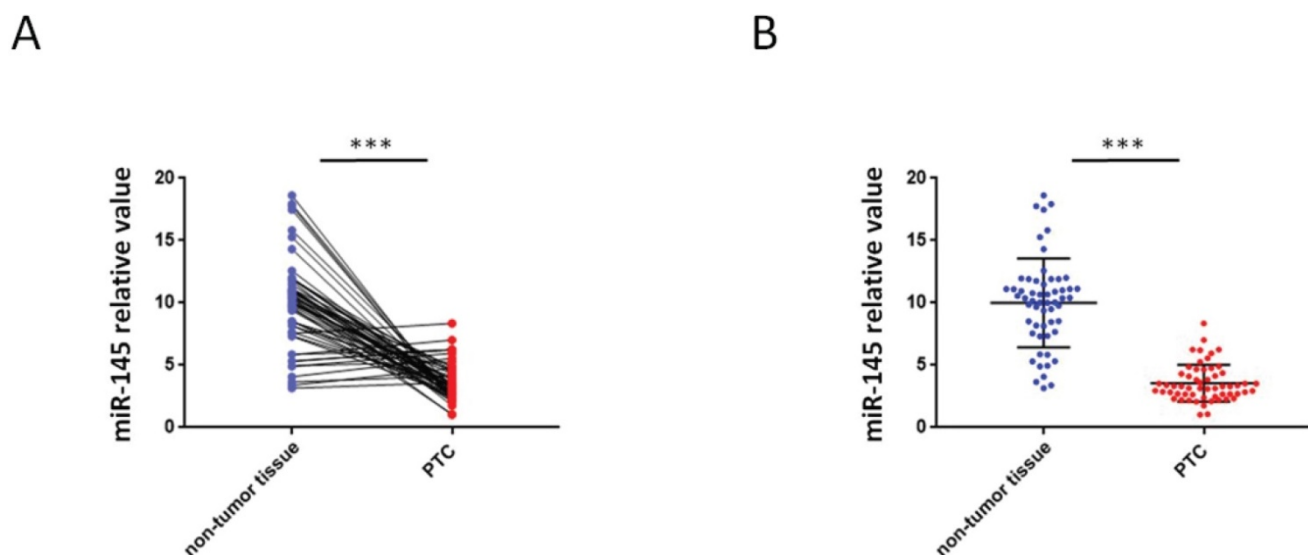 A
B
***
miR-145 relative value
20
15
10
5
0
non-tumor tissue
PTC
***
miR-145 relative value
20
15
10
5
0
non-tumor tissue
PTC